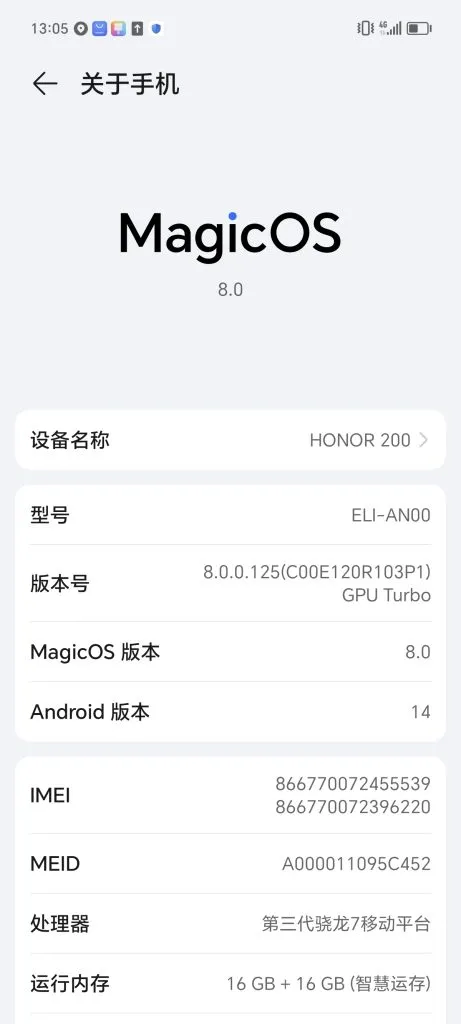 13:05
4G
关于手机
MagicOS
8.0
设备名称
HONOR 200
型号
ELI-AN00
版本号
8.0.0.125(C00E120R103P1)
GPU Turbo
MagicOS 版本
8.0
Android 版本
14
IMEI
866770072455539
866770072396220
MEID
A000011095C452
处理器
第三代骁龙7移动平台
运行内存
16 GB + 16 GB (智慧运存)